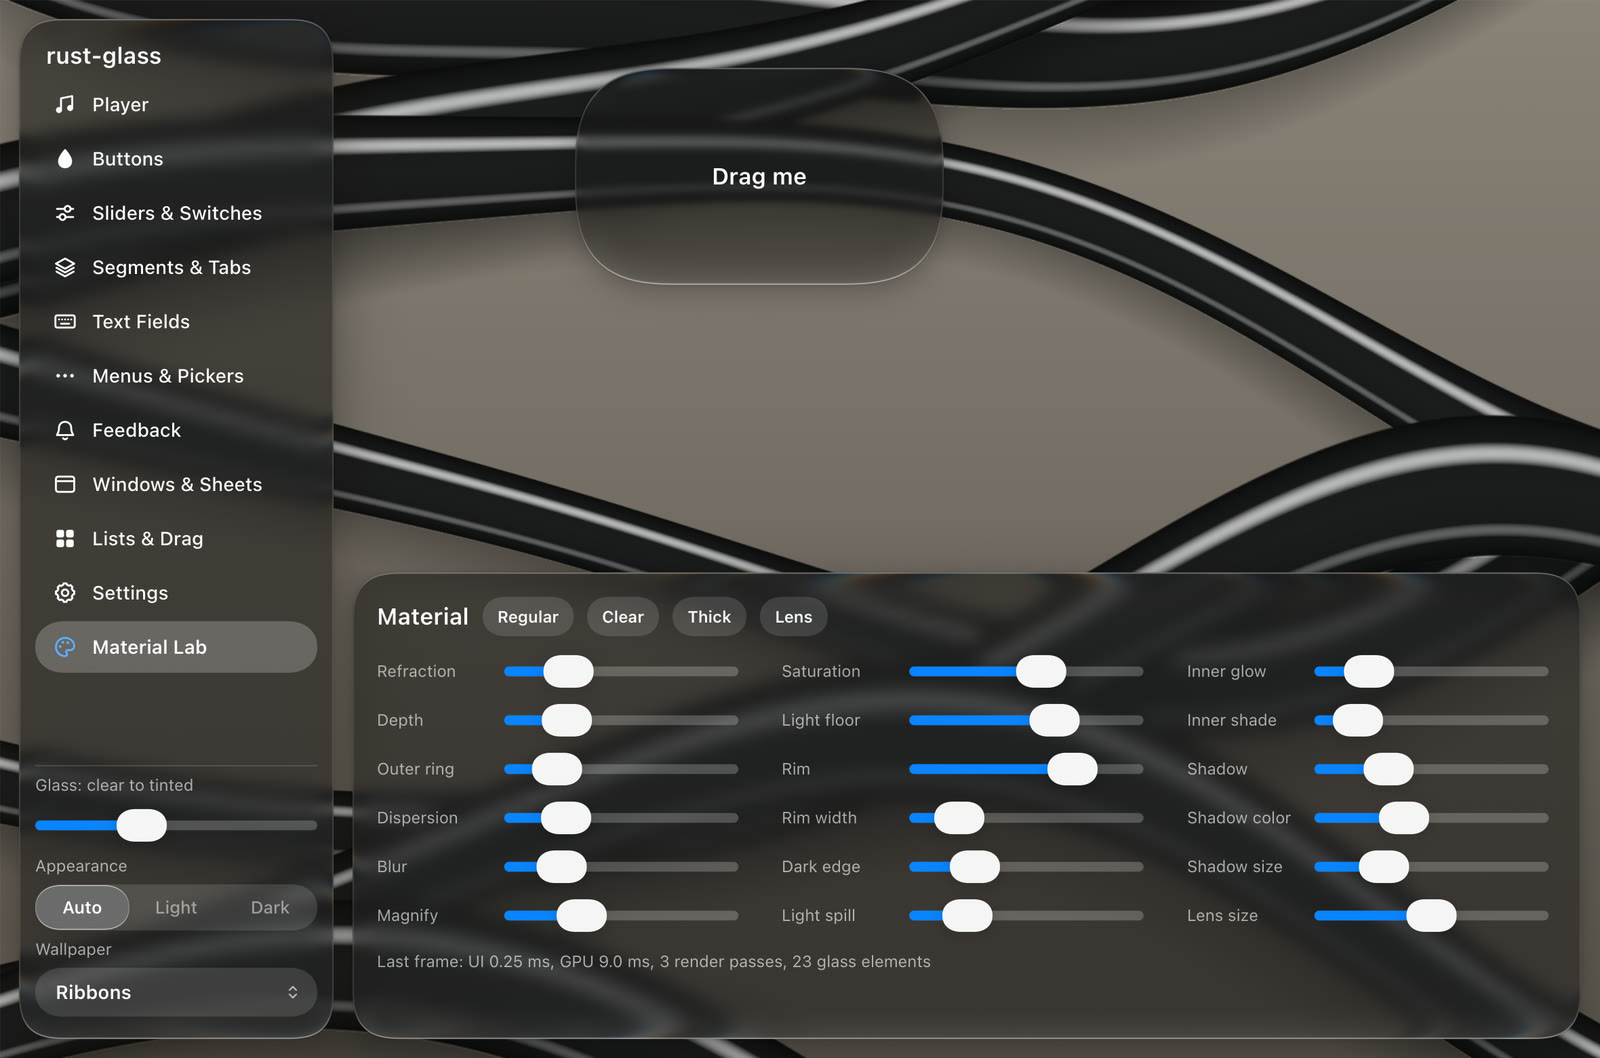 rust-glass
Player
Buttons
Sliders & Switches
Segments & Tabs
Text Fields
Menus & Pickers
Feedback
Windows & Sheets
Lists & Drag
Settings
Material Lab
Glass: clear to tinted
Appearance
Auto Light Dark
Wallpaper
Ribbons
Drag me
Material Regular Clear Thick Lens
Refraction Saturation Inner glow
Depth Light floor Inner shade
Outer ring Rim Shadow
Dispersion Rim width Shadow color
Blur Dark edge Shadow size
Magnify Light spill Lens size
Last frame: UI 0.25 ms, GPU 9.0 ms, 3 render passes, 23 glass elements